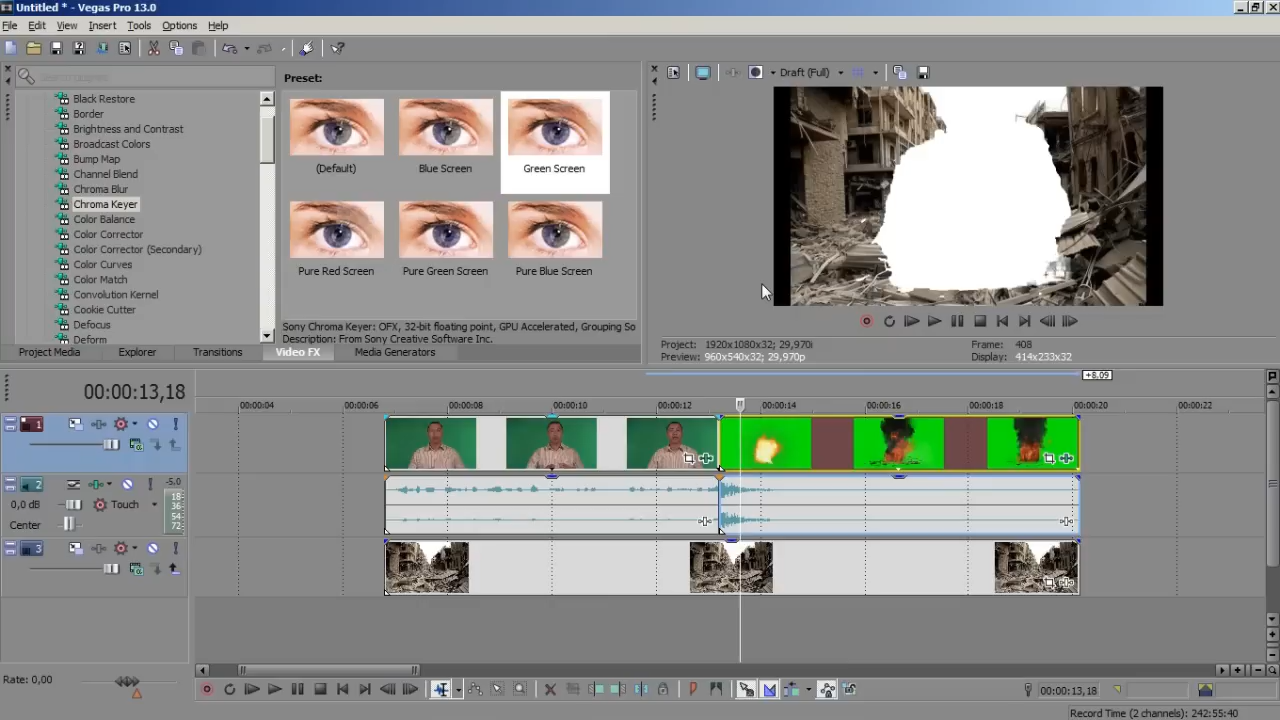 Untitled * - Vegas Pro 13.0
File Edit View Insert Tools Options Help
Preset:
Draft (Full)
Black Restore
Border
Brightness and Contrast
Broadcast Colors
Bump Map
Channel Blend
Chroma Blur
Chroma Keyer
Color Balance
Color Corrector
Color Corrector (Secondary)
Color Curves
Color Match
Convolution Kernel
Cookie Cutter
Defocus
Deform
(Default) Blue Screen Green Screen
Pure Red Screen Pure Green Screen Pure Blue Screen
Sony Chroma Keyer: OFX, 32-bit floating point, GPU Accelerated, Grouping So
Description: From Sony Creative Software Inc.
Project Media Explorer Transitions Video FX Media Generators
Project: 1920x1080x32; 29,970i Frame: 408
Preview: 960x540x32; 29,970p Display: 414x233x32
+8.09
00:00:13,18
00:00:04 00:00:06 00:00:08 00:00:10 00:00:12 00:00:14 00:00:16 00:00:18 00:00:20 00:00:22
1
2 -5.0
0,0 dB Touch
Center
18
36
54
72
3
Rate: 0,00
00:00:13,18
Record Time (2 channels): 242:55:40